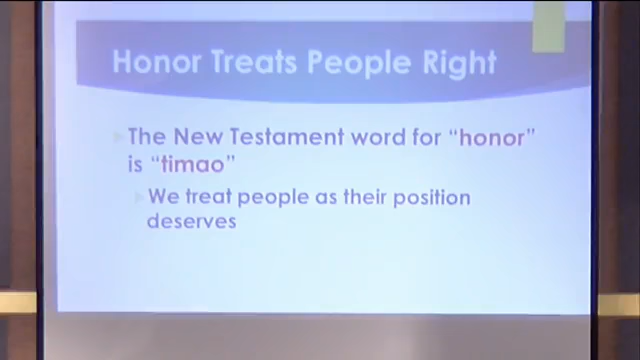 Honor Treats People Right
The New Testament word for “honor”
is “timao”
We treat people as their position
deserves